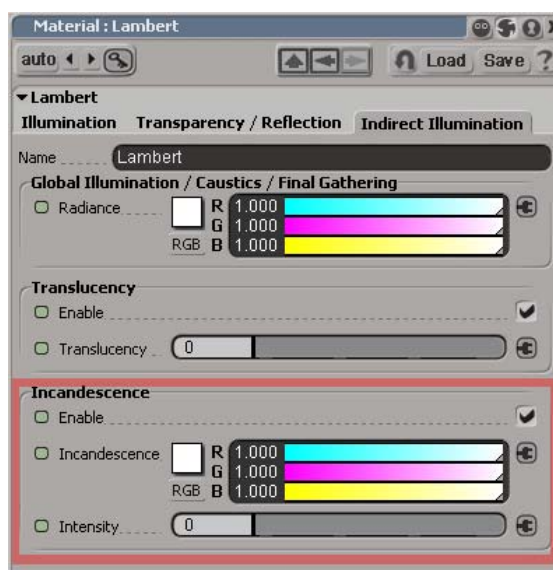 Material : Lambert
auto Load Save ?
Lambert
Illumination Transparency / Reflection Indirect Illumination
Name Lambert
Global Illumination / Caustics / Final Gathering
Radiance R 1.000
G 1.000
RGB B 1.000
Translucency
Enable
Translucency 0
Incandescence
Enable
Incandescence R 1.000
G 1.000
RGB B 1.000
Intensity 0